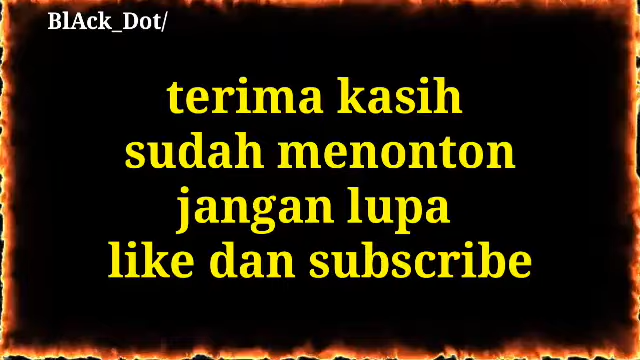 BlAck_Dot/
terima kasih
sudah menonton
jangan lupa
like dan subscribe